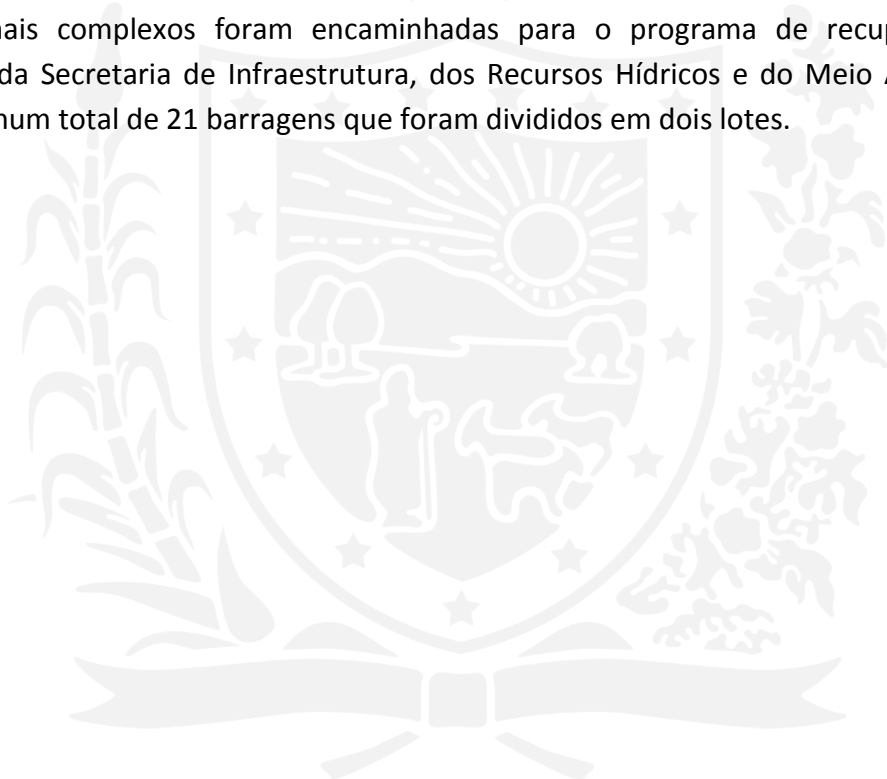 ais complexos foram encaminhadas para o programa de recup
da Secretaria de Infraestrutura, dos Recursos Hídricos e do Meio
num total de 21 barragens que foram divididos em dois lotes.